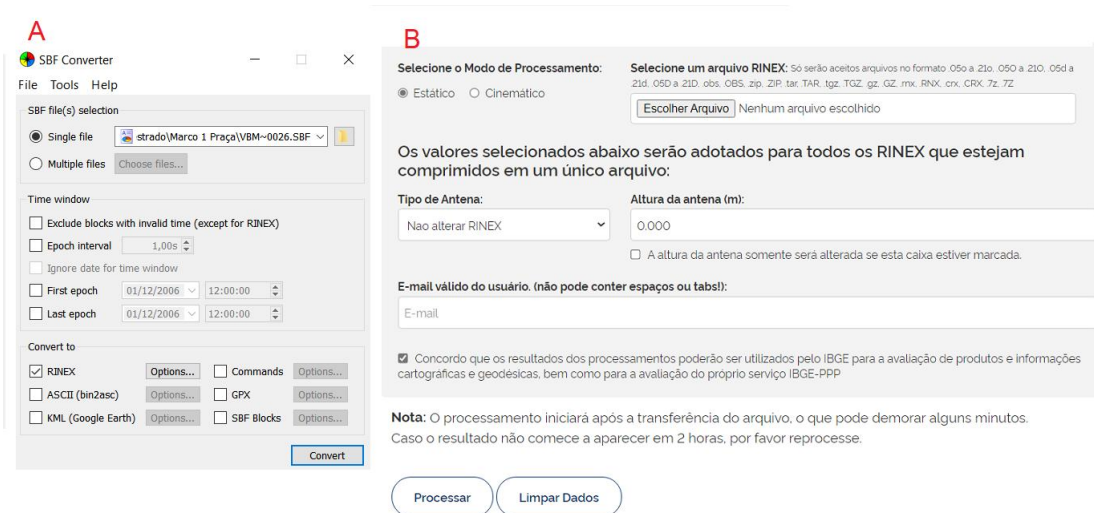 A
SBF Converter
File Tools Help
SBF file(s) selection
Single file strado\Marco 1 Praça\VBM~0026.SBF
Multiple files Choose files...
Time window
Exclude blocks with invalid time (except for RINEX)
Epoch interval 1,00s
Ignore date for time window
First epoch 01/12/2006 12:00:00
Last epoch 01/12/2006 12:00:00
Convert to
RINEX Options... Commands Options...
ASCII (bin2asc) Options... GPX Options...
KML (Google Earth) Options... SBF Blocks Options...
Convert
B
Selecione o Modo de Processamento:
Estático Cinemático
Selecione um arquivo RINEX: Só serão aceitos arquivos no formato .05o a .21o, .05O a .21O, .05d a
.21d, .05D a .21D, .obs, .OBS, .zip, .ZIP, .tar, .TAR, .tgz, .TGZ, .gz, .GZ, .rnx, .RNX, .crx, .CRX, .7z, .7Z
Escolher Arquivo Nenhum arquivo escolhido
Os valores selecionados abaixo serão adotados para todos os RINEX que estejam
comprimidos em um único arquivo:
Tipo de Antena:
Nao alterar RINEX
Altura da antena (m):
0.000
A altura da antena somente será alterada se esta caixa estiver marcada.
E-mail válido do usuário. (não pode conter espaços ou tabs!):
E-mail
Concordo que os resultados dos processamentos poderão ser utilizados pelo IBGE para a avaliação de produtos e informações
cartográficas e geodésicas, bem como para a avaliação do próprio serviço IBGE-PPP
Nota: O processamento iniciará após a transferência do arquivo, o que pode demorar alguns minutos.
Caso o resultado não comece a aparecer em 2 horas, por favor reprocesse.
Processar Limpar Dados